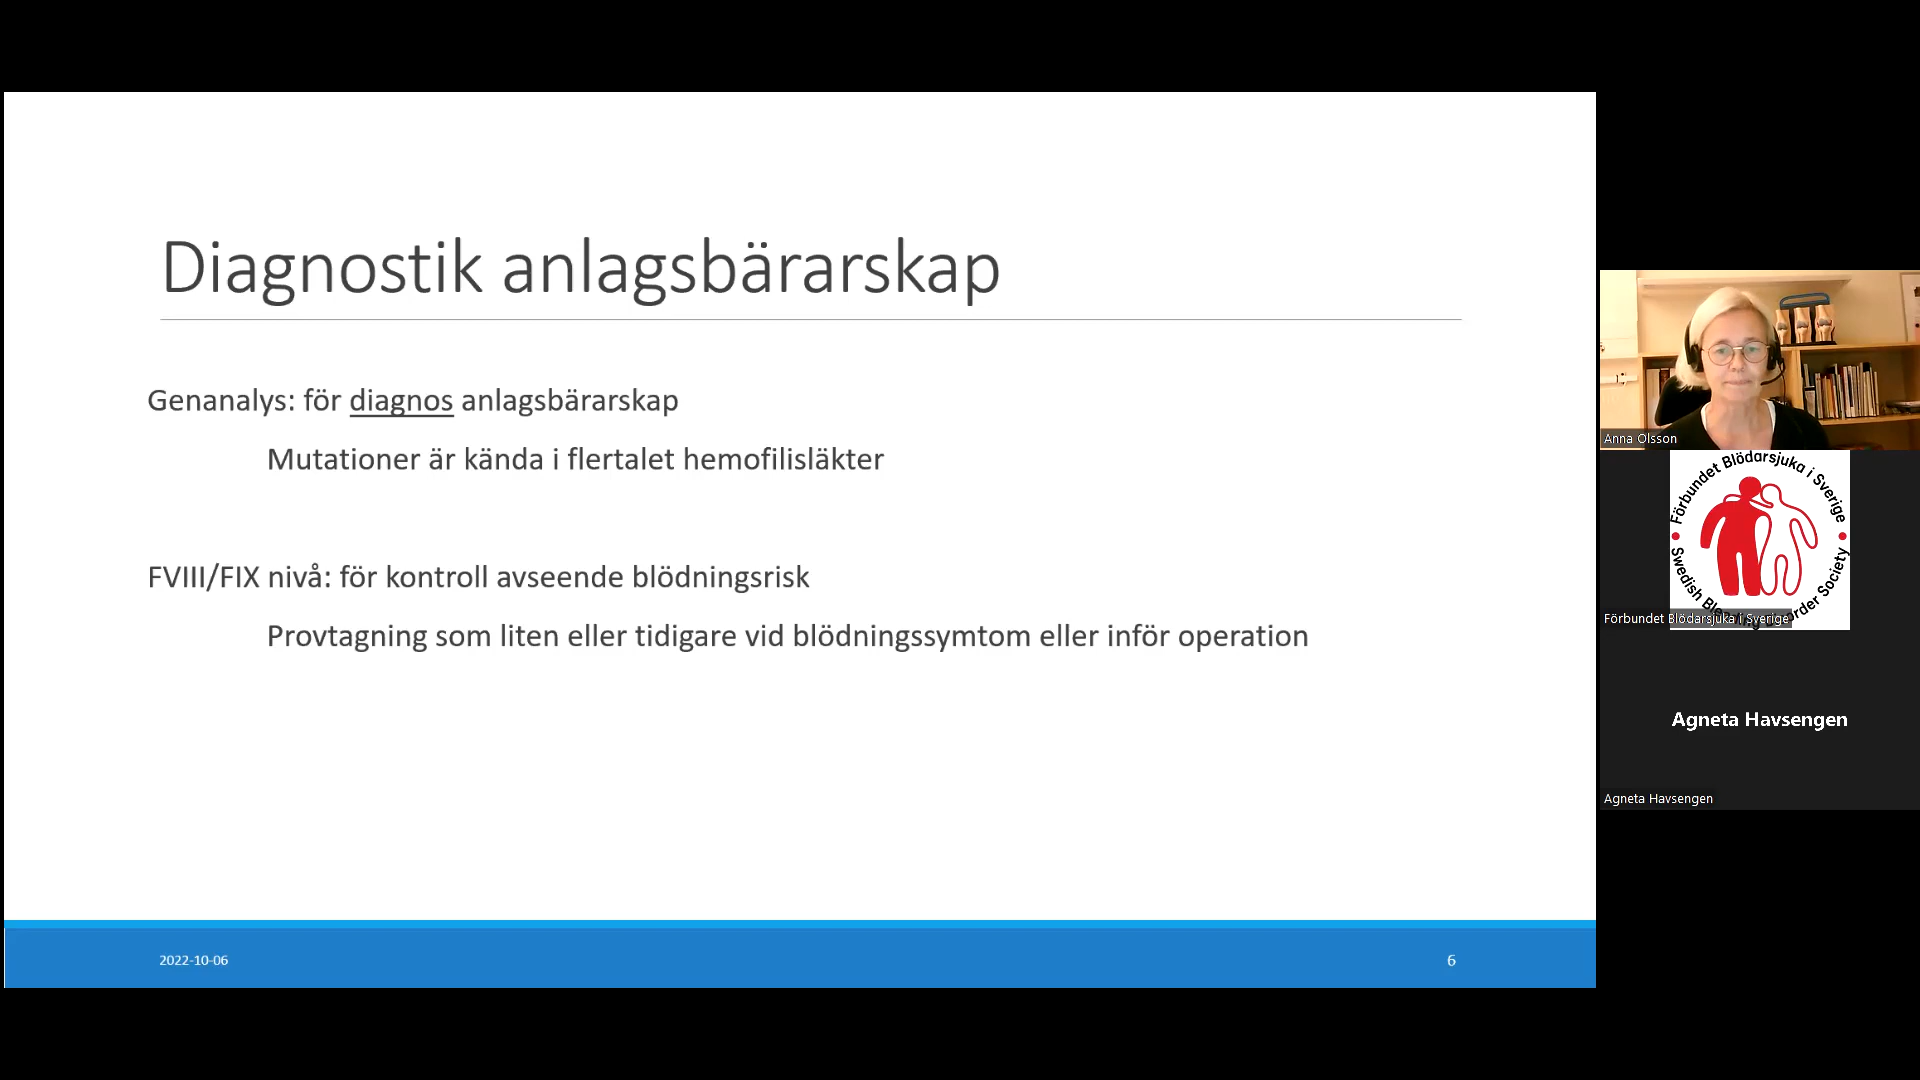 Diagnostik anlagsbärarskap
Genanalys: för diagnos anlagsbärarskap
Mutationer är kända i flertalet hemofilisläkter
FVIII/FIX nivå: för kontroll avseende blödningsrisk
Provtagning som liten eller tidigare vid blödningssymtom eller inför operation
2022-10-06
6
Anna Olsson
Förbundet Blödarsjuka i Sverige
Swedish Society
Förbundet Blödarsjuka i Sverige
Agneta Havsengen
Agneta Havsengen